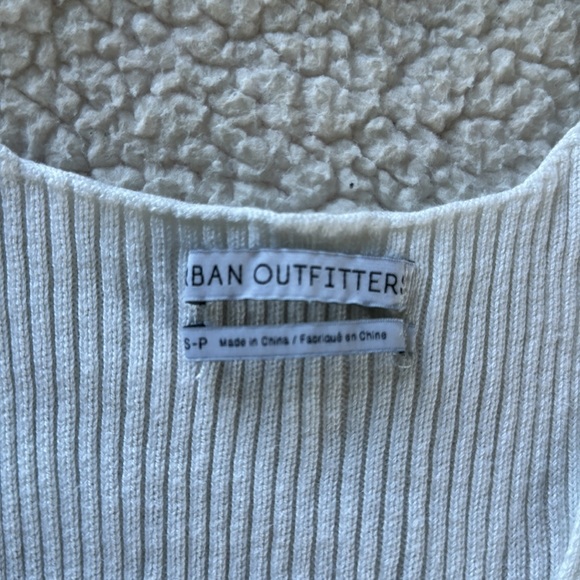 RBAN OUTFITTERS
S-P Made in China / Fabriqué en Chine